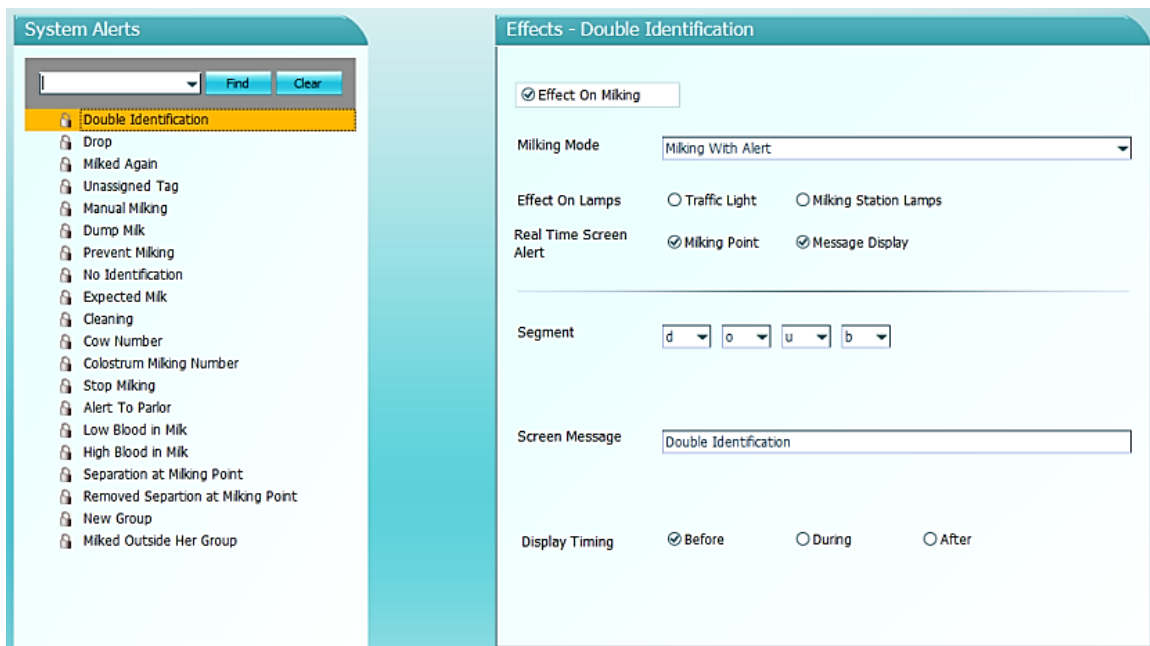 System Alerts
Find Clear
Double Identification
Drop
Milked Again
Unassigned Tag
Manual Milking
Dump Milk
Prevent Milking
No Identification
Expected Milk
Cleaning
Cow Number
Colostrum Milking Number
Stop Milking
Alert To Parlor
Low Blood in Milk
High Blood in Milk
Separation at Milking Point
Removed Separtion at Milking Point
New Group
Milked Outside Her Group
Effects - Double Identification
Effect On Milking
Milking Mode Milking With Alert
Effect On Lamps Traffic Light Milking Station Lamps
Real Time Screen
Alert Milking Point Message Display
Segment d o u b
Screen Message Double Identification
Display Timing Before During After